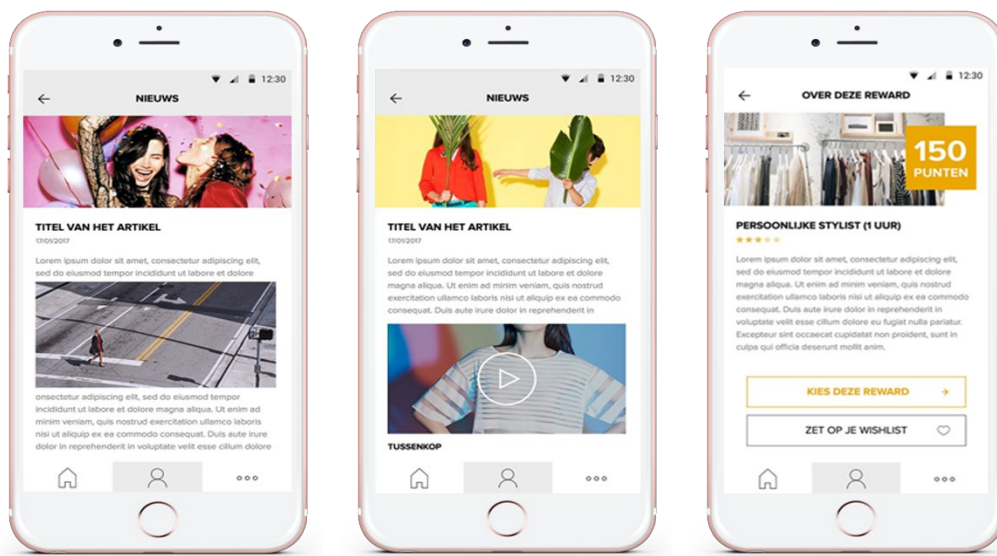 12:30
NIEUWS
TITEL VAN HET ARTIKEL
17/01/2017
Lorem ipsum dolor sit amet, consectetur adipiscing elit,
sed do eiusmod tempor incididunt ut labore et dolore
onsectetur adipiscing elit, sed do eiusmod tempor
incididunt ut labore et dolore magna aliqua. Ut enim ad
minim veniam, quis nostrud exercitation ullamco laboris
nisi ut aliquip ex ea commodo consequat. Duis aute irure
dolor in reprehenderit in voluptate velit esse cillum dolore
12:30
NIEUWS
TITEL VAN HET ARTIKEL
17/01/2017
Lorem ipsum dolor sit amet, consectetur adipiscing elit,
sed do eiusmod tempor incididunt ut labore et dolore
magna aliqua. Ut enim ad minim veniam, quis nostrud
exercitation ullamco laboris nisi ut aliquip ex ea commodo
consequat. Duis aute irure dolor in reprehenderit in
TUSSENKOP
12:30
OVER DEZE REWARD
150
PUNTEN
PERSOONLIJKE STYLIST (1 UUR)
Lorem ipsum dolor sit amet, consectetur adipiscing elit,
sed do eiusmod tempor incididunt ut labore et dolore
magna aliqua. Ut enim ad minim veniam, quis nostrud
exercitation ullamco laboris nisi ut aliquip ex ea commodo
consequat. Duis aute irure dolor in reprehenderit in
voluptate velit esse cillum dolore eu fugiat nulla pariatur.
Excepteur sint occaecat cupidatat non proident, sunt in
culpa qui officia deserunt mollit anim.
KIES DEZE REWARD
ZET OP JE WISHLIST